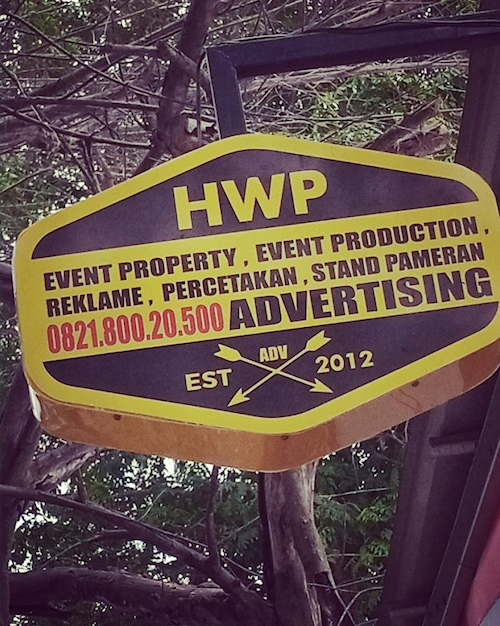 HWP
EVENT PROPERTY , EVENT PRODUCTION ,
REKLAME , PERCETAKAN , STAND PAMERAN
0821.800.20.500 ADVERTISING
ADV
EST 2012